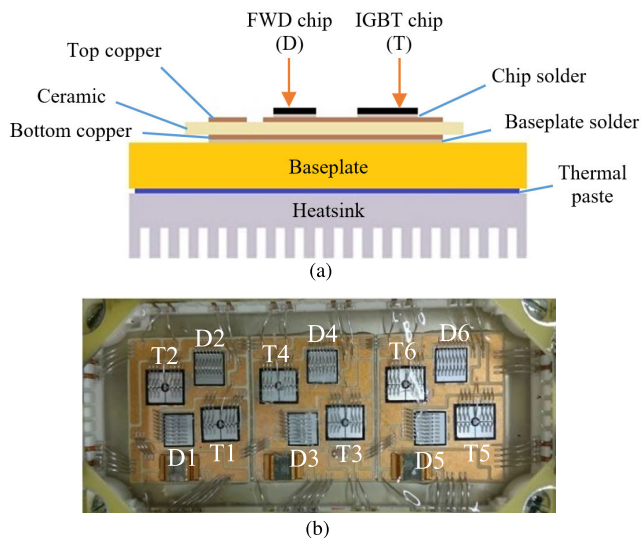 FWD chip
(D)
IGBT chip
(T)
Top copper
Chip solder
Ceramic
Bottom copper
Baseplate solder
Baseplate
Thermal
paste
Heatsink
(a)
D2
D4
D6
T2
T4
T6
D1
T1
D3
T3
D5
T5
(b)